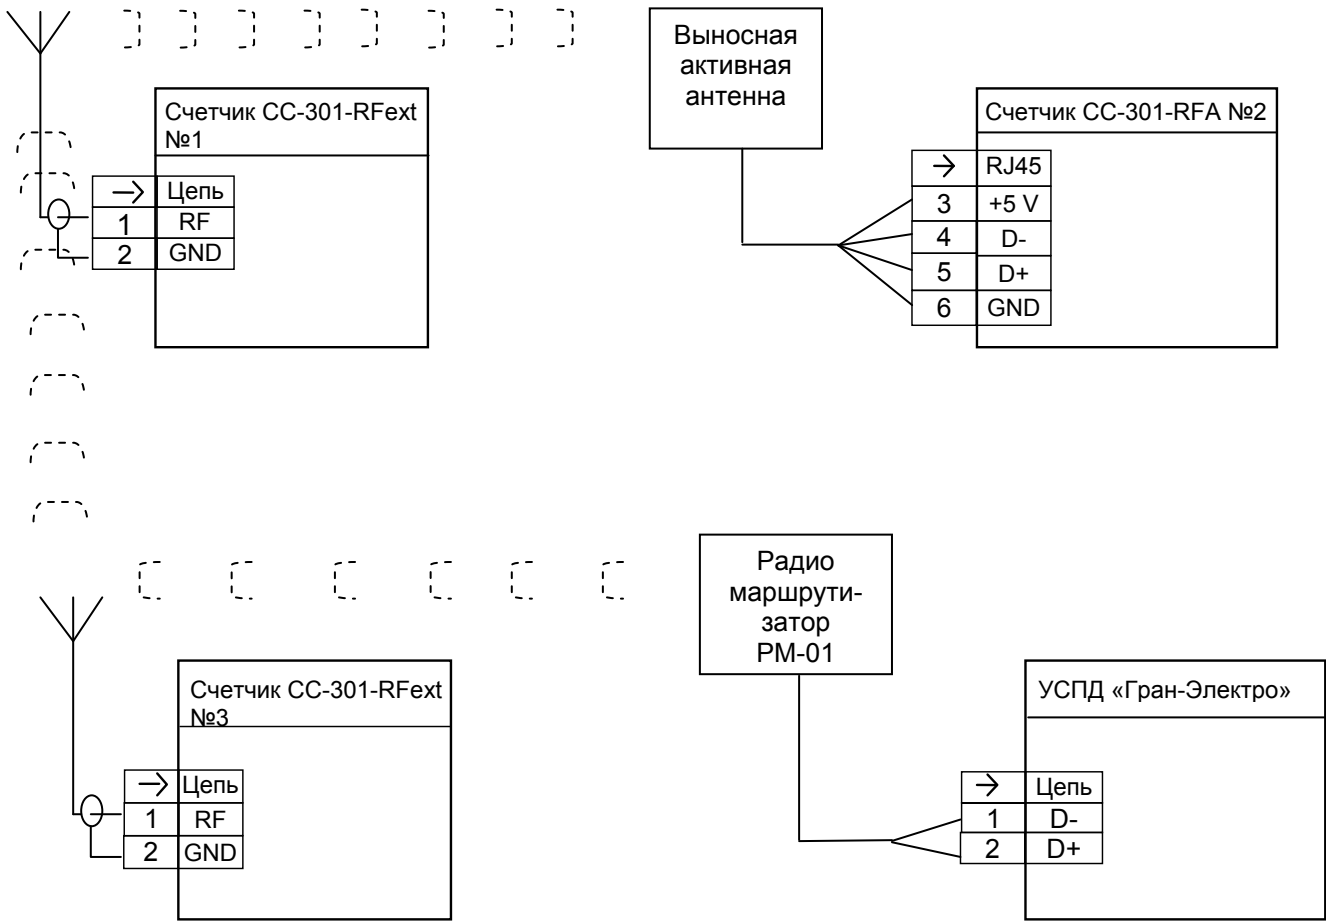 Счетчик СС-301-RFext
№1
Цепь
1 RF
2 GND
Выносная
активная
антенна
Счетчик СС-301-RFA №2
RJ45
3 +5 V
4 D-
5 D+
6 GND
Счетчик СС-301-RFext
№3
Цепь
1 RF
2 GND
Радио
маршрути-
затор
РМ-01
УСПД «Гран-Электро»
Цепь
1 D-
2 D+